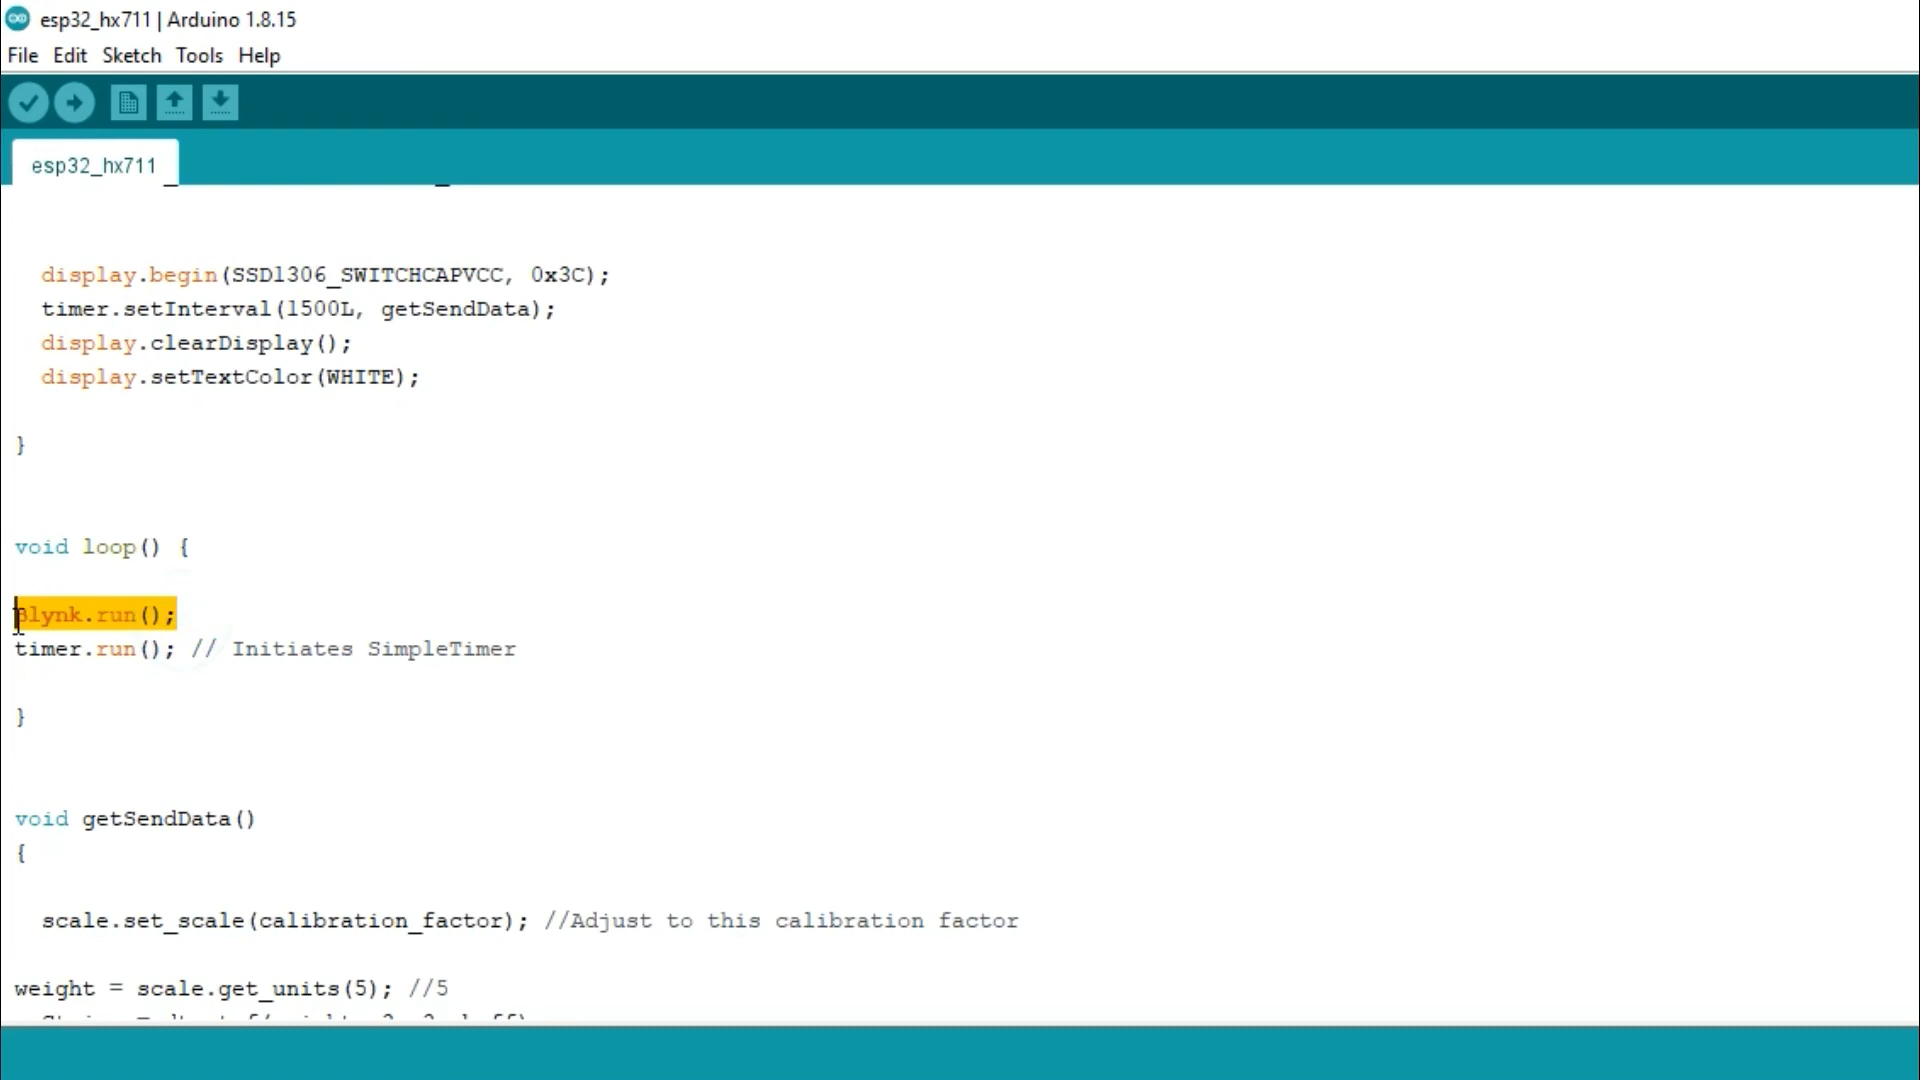 esp32_hx711 | Arduino 1.8.15
File Edit Sketch Tools Help
esp32_hx711
display.begin(SSD1306_SWITCHCAPVCC, 0x3C);
timer.setInterval(1500L, getSendData);
display.clearDisplay();
display.setTextColor(WHITE);
}
void loop() {
Blynk.run();
timer.run(); // Initiates SimpleTimer
}
void getSendData()
{
scale.set_scale(calibration_factor); //Adjust to this calibration factor
weight = scale.get_units(5); //5